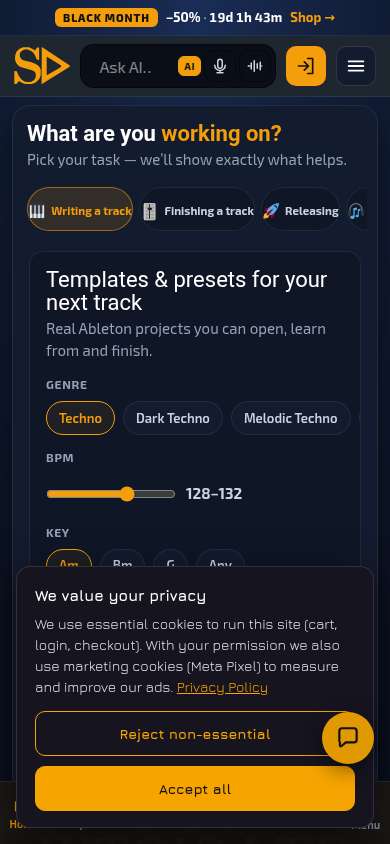 BLACK MONTH −50% · 19d 1h 43m Shop →
Ask AI.. AI
What are you working on?
Pick your task — we'll show exactly what helps.
Writing a track Finishing a track Releasing
Templates & presets for your
next track
Real Ableton projects you can open, learn
from and finish.
GENRE
Techno Dark Techno Melodic Techno
BPM
128–132
KEY
Am Bm G Any
We value your privacy
We use essential cookies to run this site (cart,
login, checkout). With your permission we also
use marketing cookies (Meta Pixel) to measure
and improve our ads. Privacy Policy
Reject non-essential
Accept all
Menu